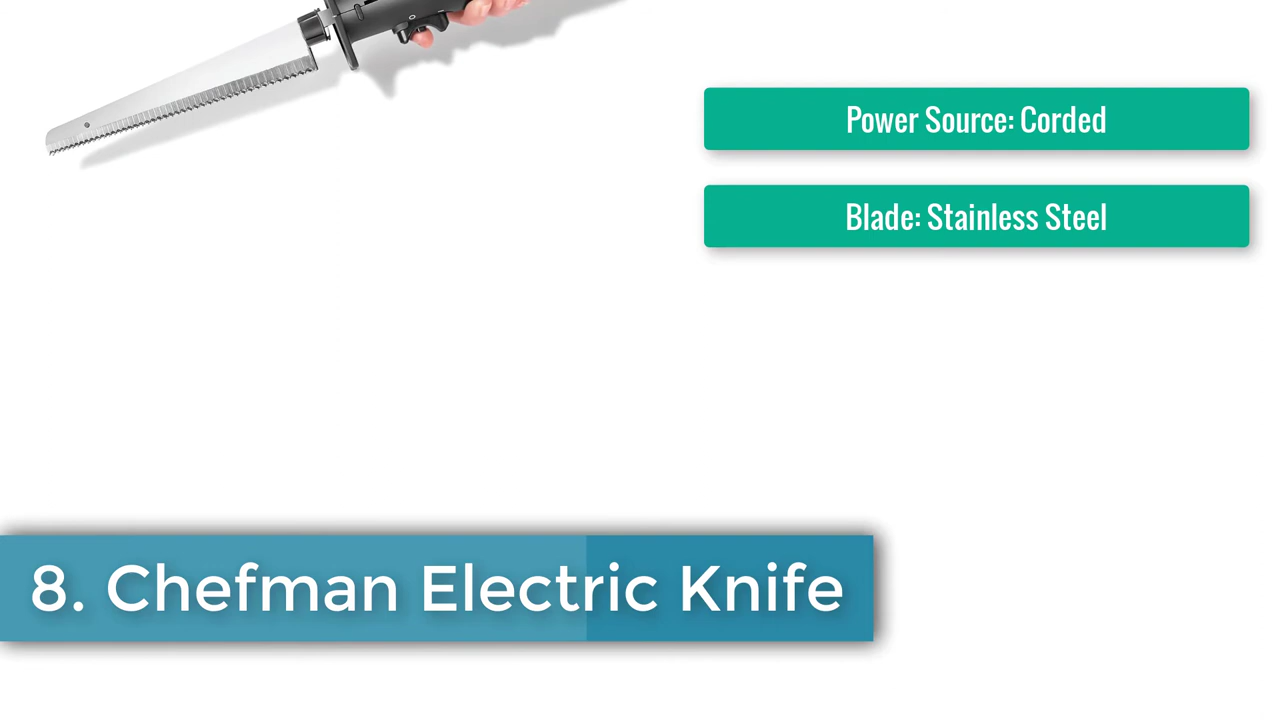 Power Source: Corded
Blade: Stainless Steel
8. Chefman Electric Knife